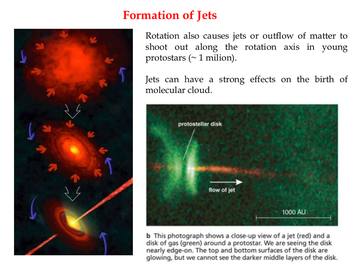 Formation of Jets
Rotation also causes jets or outflow of matter to
shoot out along the rotation axis in young
protostars (~ 1 milion).
Jets can have a strong effects on the birth of
molecular cloud.
protostellar disk
flow of jet
1000 AU
b This photograph shows a close-up view of a jet (red) and a
disk of gas (green) around a protostar. We are seeing the disk
nearly edge-on. The top and bottom surfaces of the disk are
glowing, but we cannot see the darker middle layers of the disk.